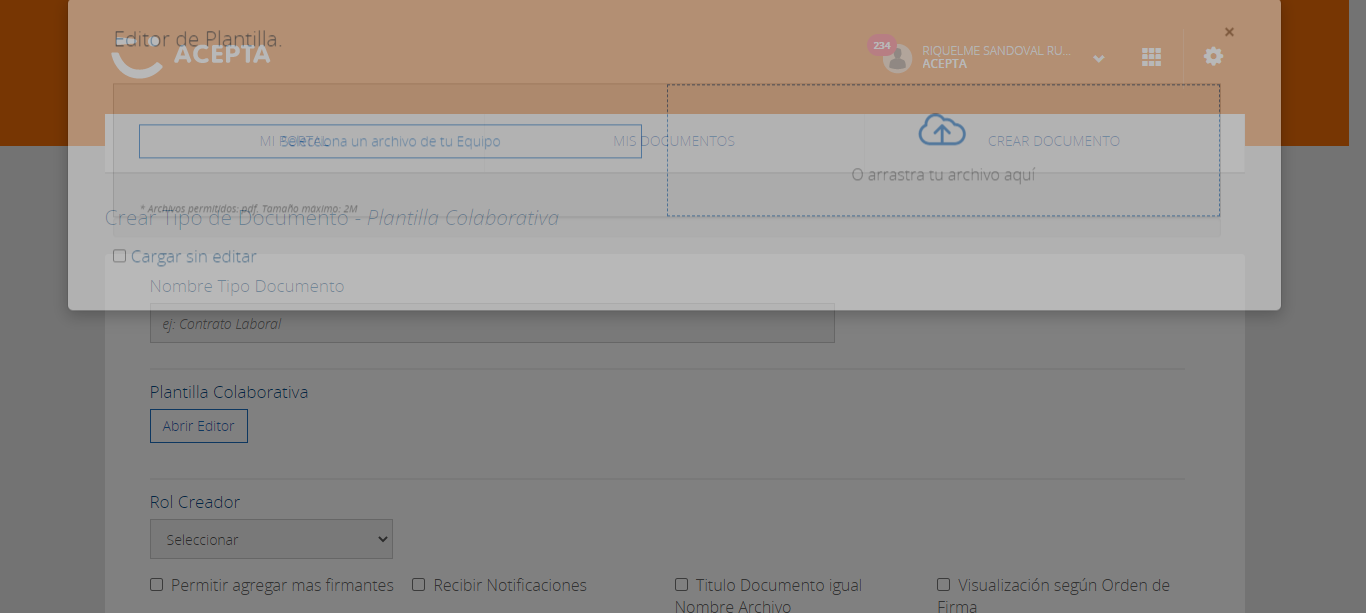 Editor de Plantilla.
×
ACEPTA
234
RIQUELME SANDOVAL RU...
ACEPTA
MI PORTAL
Selecciona un archivo de tu Equipo
MIS DOCUMENTOS
CREAR DOCUMENTO
O arrastra tu archivo aquí
* Archivos permitidos: pdf. Tamaño máximo: 2M
Crear Tipo de Documento - Plantilla Colaborativa
Cargar sin editar
Nombre Tipo Documento
ej: Contrato Laboral
Plantilla Colaborativa
Abrir Editor
Rol Creador
Seleccionar
Permitir agregar mas firmantes
Recibir Notificaciones
Titulo Documento igual
Nombre Archivo
Visualización según Orden de
Firma